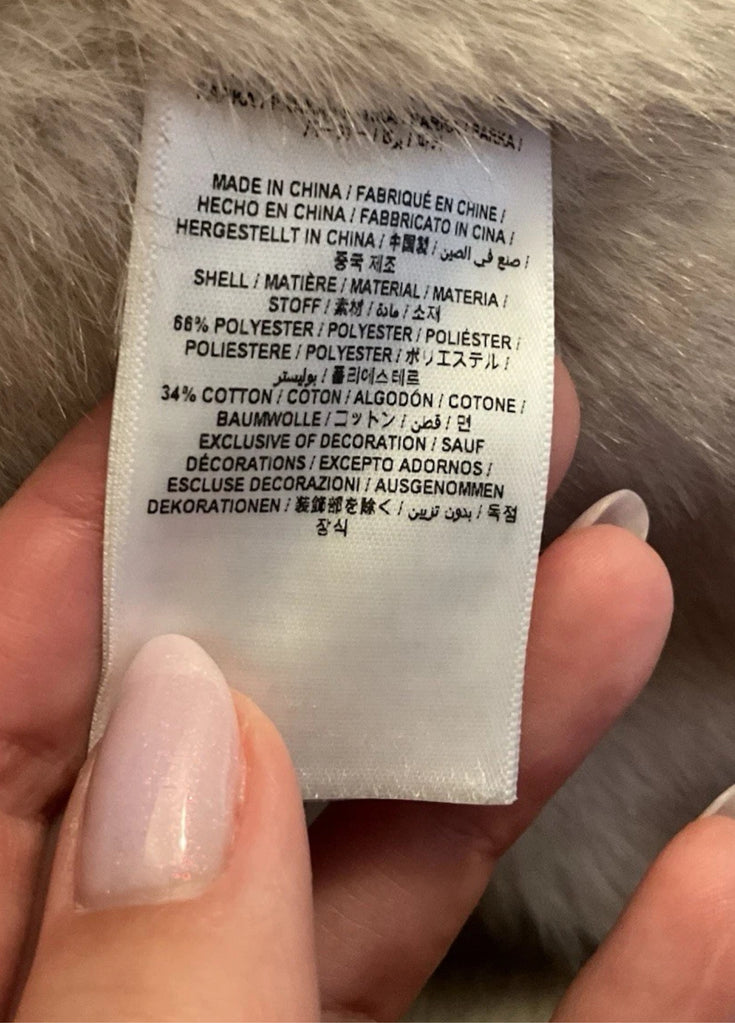 PARKA /
MADE IN CHINA / FABRIQUÉ EN CHINE /
HECHO EN CHINA / FABBRICATO IN CINA /
HERGESTELLT IN CHINA / 中国製 / صنع في الصين /
중국 제조
SHELL / MATIÈRE / MATERIAL / MATERIA /
STOFF / 素材 / مادة / 소재
66% POLYESTER / POLYESTER / POLIÉSTER /
POLIESTERE / POLYESTER / ポリエステル /
بوليستر / 폴리에스테르
34% COTTON / COTON / ALGODÓN / COTONE /
BAUMWOLLE / コットン / قطن / 면
EXCLUSIVE OF DECORATION / SAUF
DÉCORATIONS / EXCEPTO ADORNOS /
ESCLUSE DECORAZIONI / AUSGENOMMEN
DEKORATIONEN / 装飾部を除く / بدون تزيين / 독점
장식